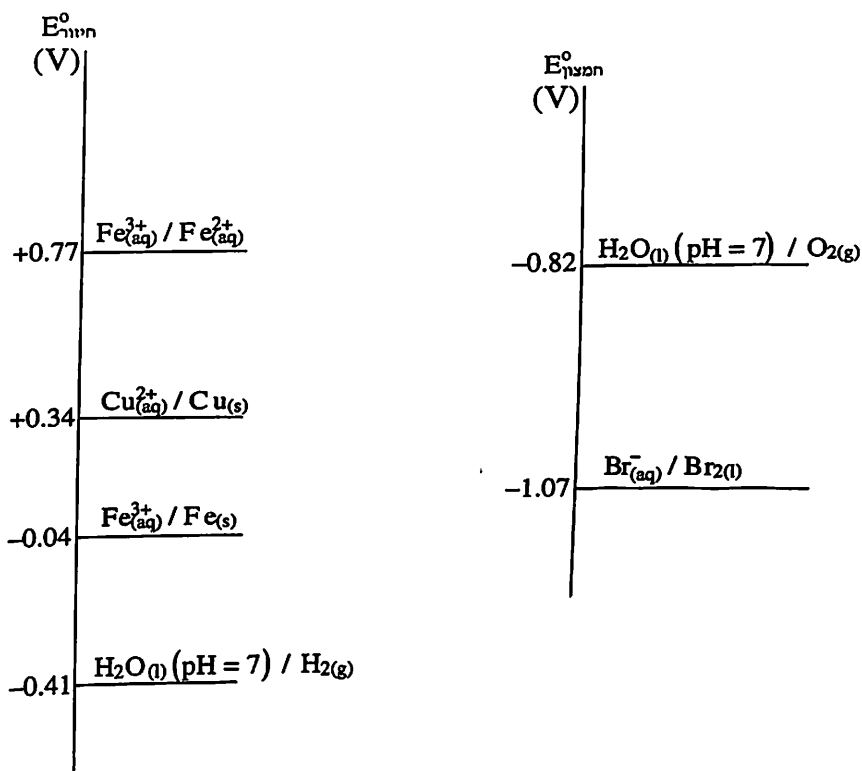 E°חיזור
(V)
+0.77 Fe³⁺(aq) / Fe²⁺(aq)
+0.34 Cu²⁺(aq) / Cu(s)
−0.04 Fe³⁺(aq) / Fe(s)
−0.41 H₂O(l) (pH = 7) / H₂(g)
E°חמצון
(V)
−0.82 H₂O(l) (pH = 7) / O₂(g)
−1.07 Br⁻(aq) / Br₂(l)